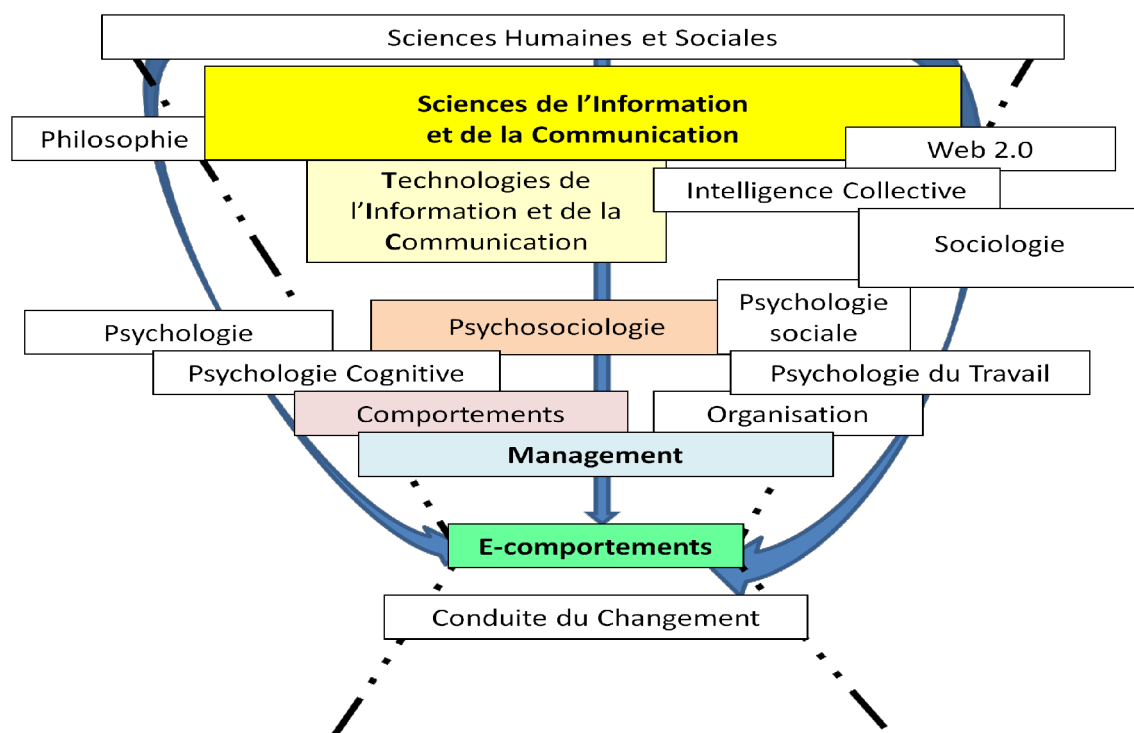 Sciences Humaines et Sociales
Sciences de l’Information
et de la Communication
Philosophie
Web 2.0
Technologies de
l’Information et de la
Communication
Intelligence Collective
Sociologie
Psychologie
Psychosociologie
Psychologie
sociale
Psychologie Cognitive
Psychologie du Travail
Comportements
Organisation
Management
E-comportements
Conduite du Changement